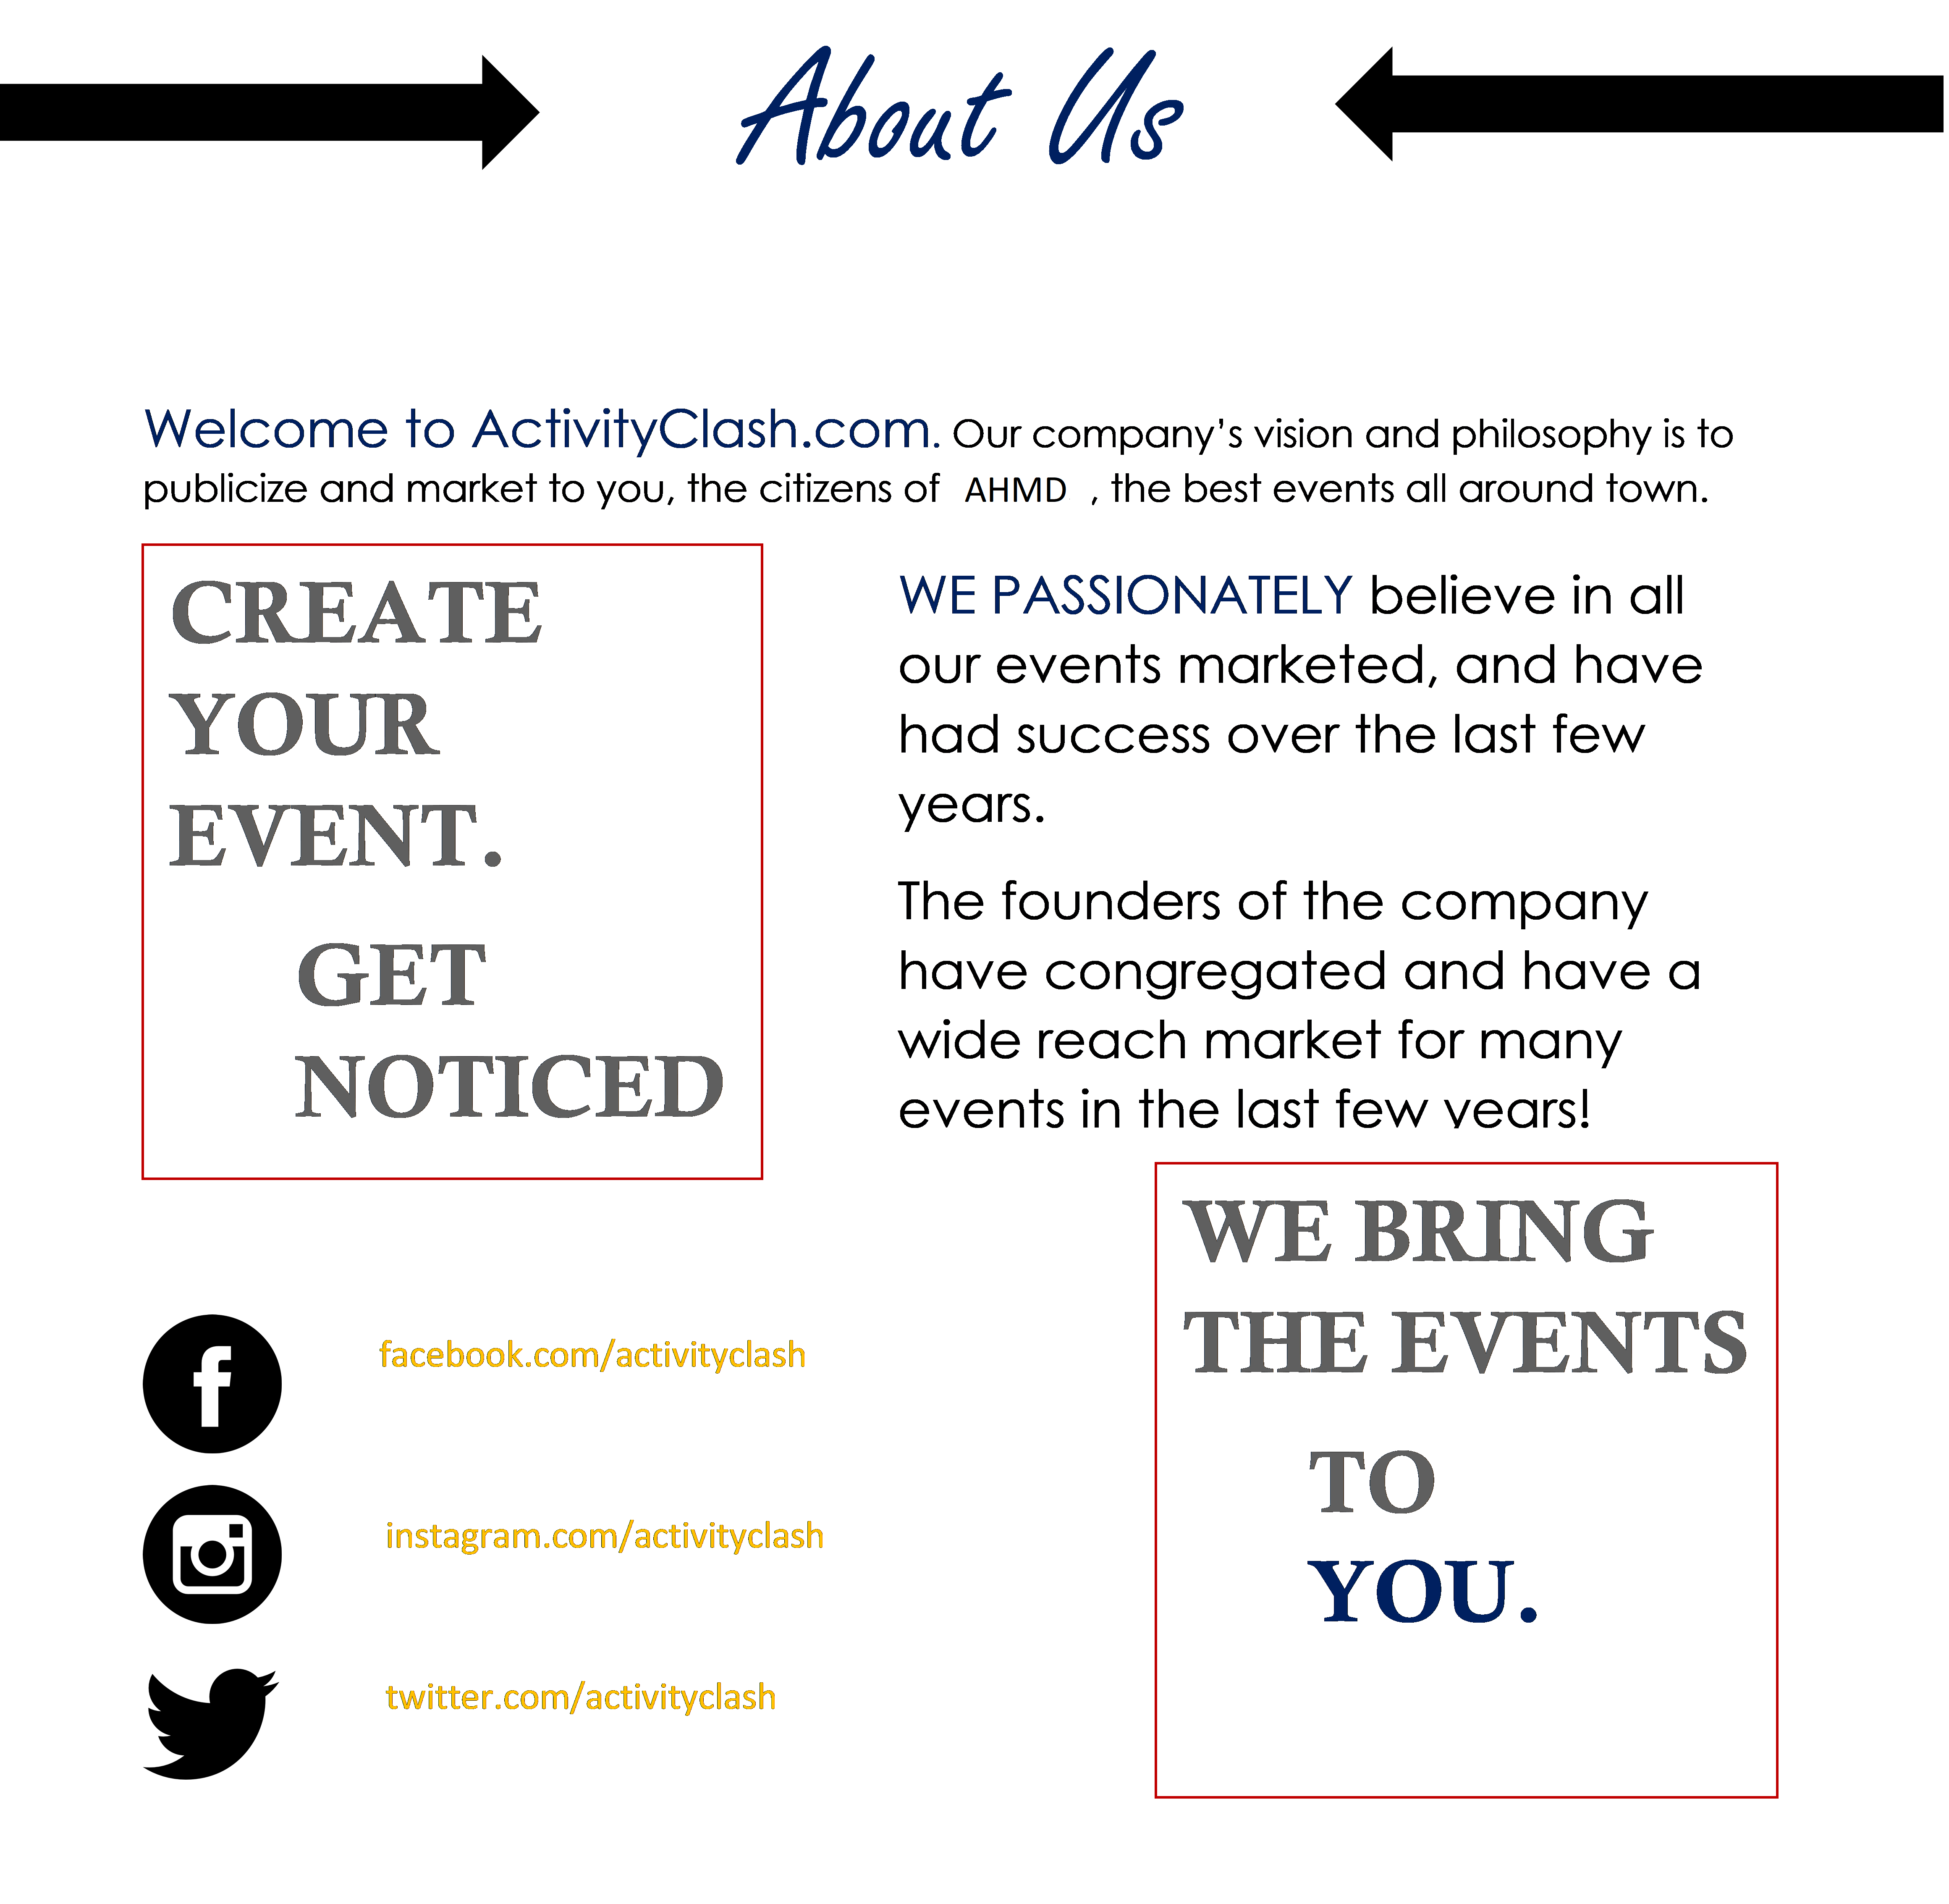 About Us
Welcome to ActivityClash.com. Our company’s vision and philosophy is to
publicize and market to you, the citizens of AHMD , the best events all around town.
CREATE
YOUR
EVENT.
GET
NOTICED
WE PASSIONATELY believe in all
our events marketed, and have
had success over the last few
years.
The founders of the company
have congregated and have a
wide reach market for many
events in the last few years!
WE BRING
THE EVENTS
TO
YOU.
facebook.com/activityclash
instagram.com/activityclash
twitter.com/activityclash